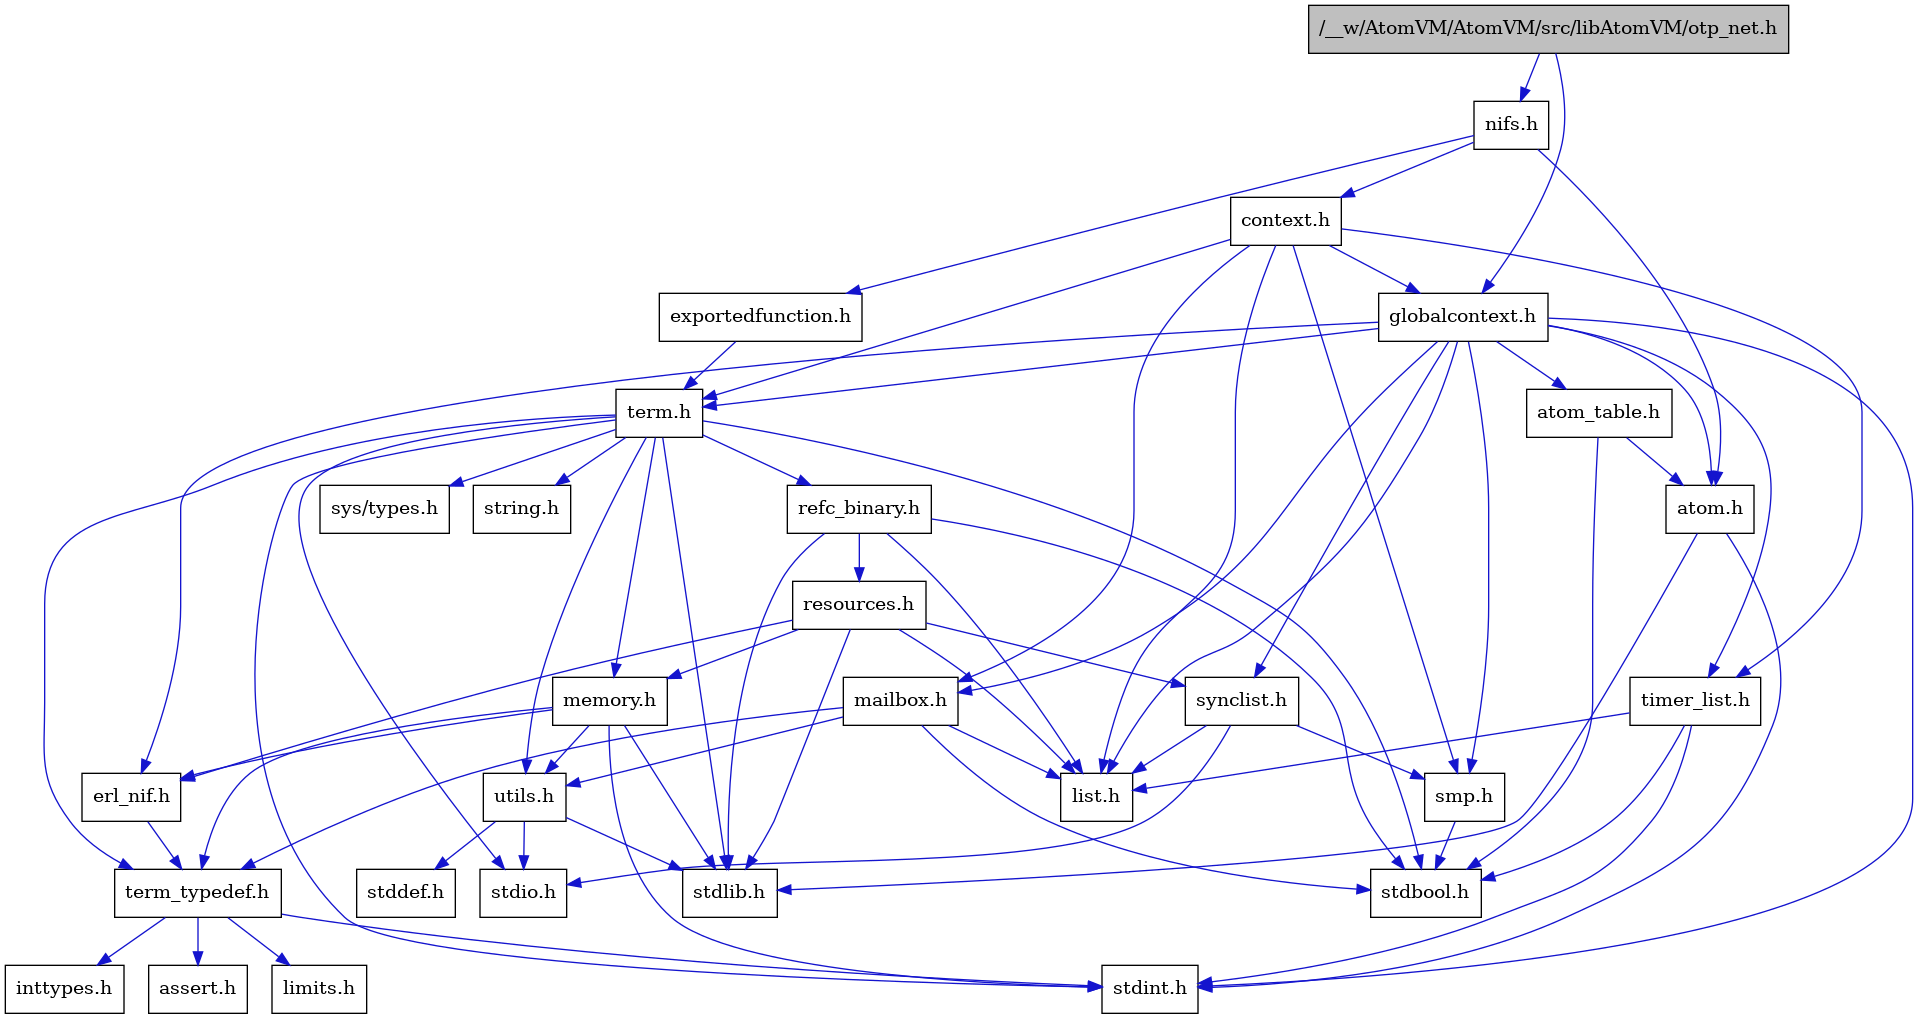 /__w/AtomVM/AtomVM/src/libAtomVM/otp_net.h
nifs.h
context.h
exportedfunction.h
globalcontext.h
term.h
atom_table.h
sys/types.h
string.h
refc_binary.h
atom.h
resources.h
memory.h
mailbox.h
synclist.h
timer_list.h
erl_nif.h
utils.h
list.h
smp.h
term_typedef.h
stddef.h
stdio.h
stdlib.h
stdbool.h
inttypes.h
assert.h
limits.h
stdint.h